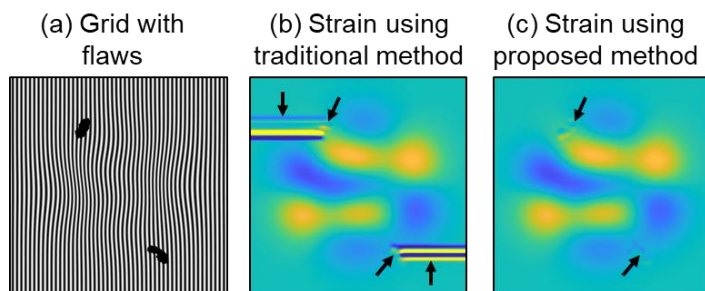 (a) Grid with
flaws
(b) Strain using
traditional method
(c) Strain using
proposed method